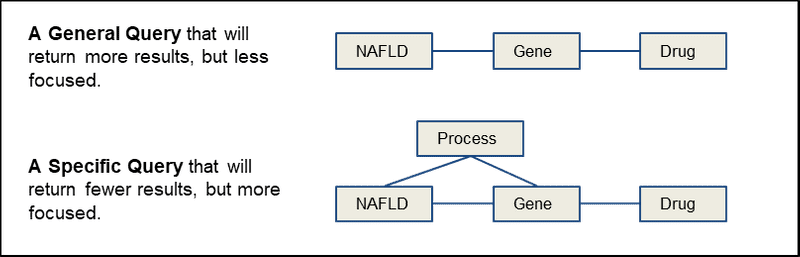 A General Query that will
return more results, but less
focused.
NAFLD Gene Drug
Process
A Specific Query that will
return fewer results, but more
focused.
NAFLD Gene Drug